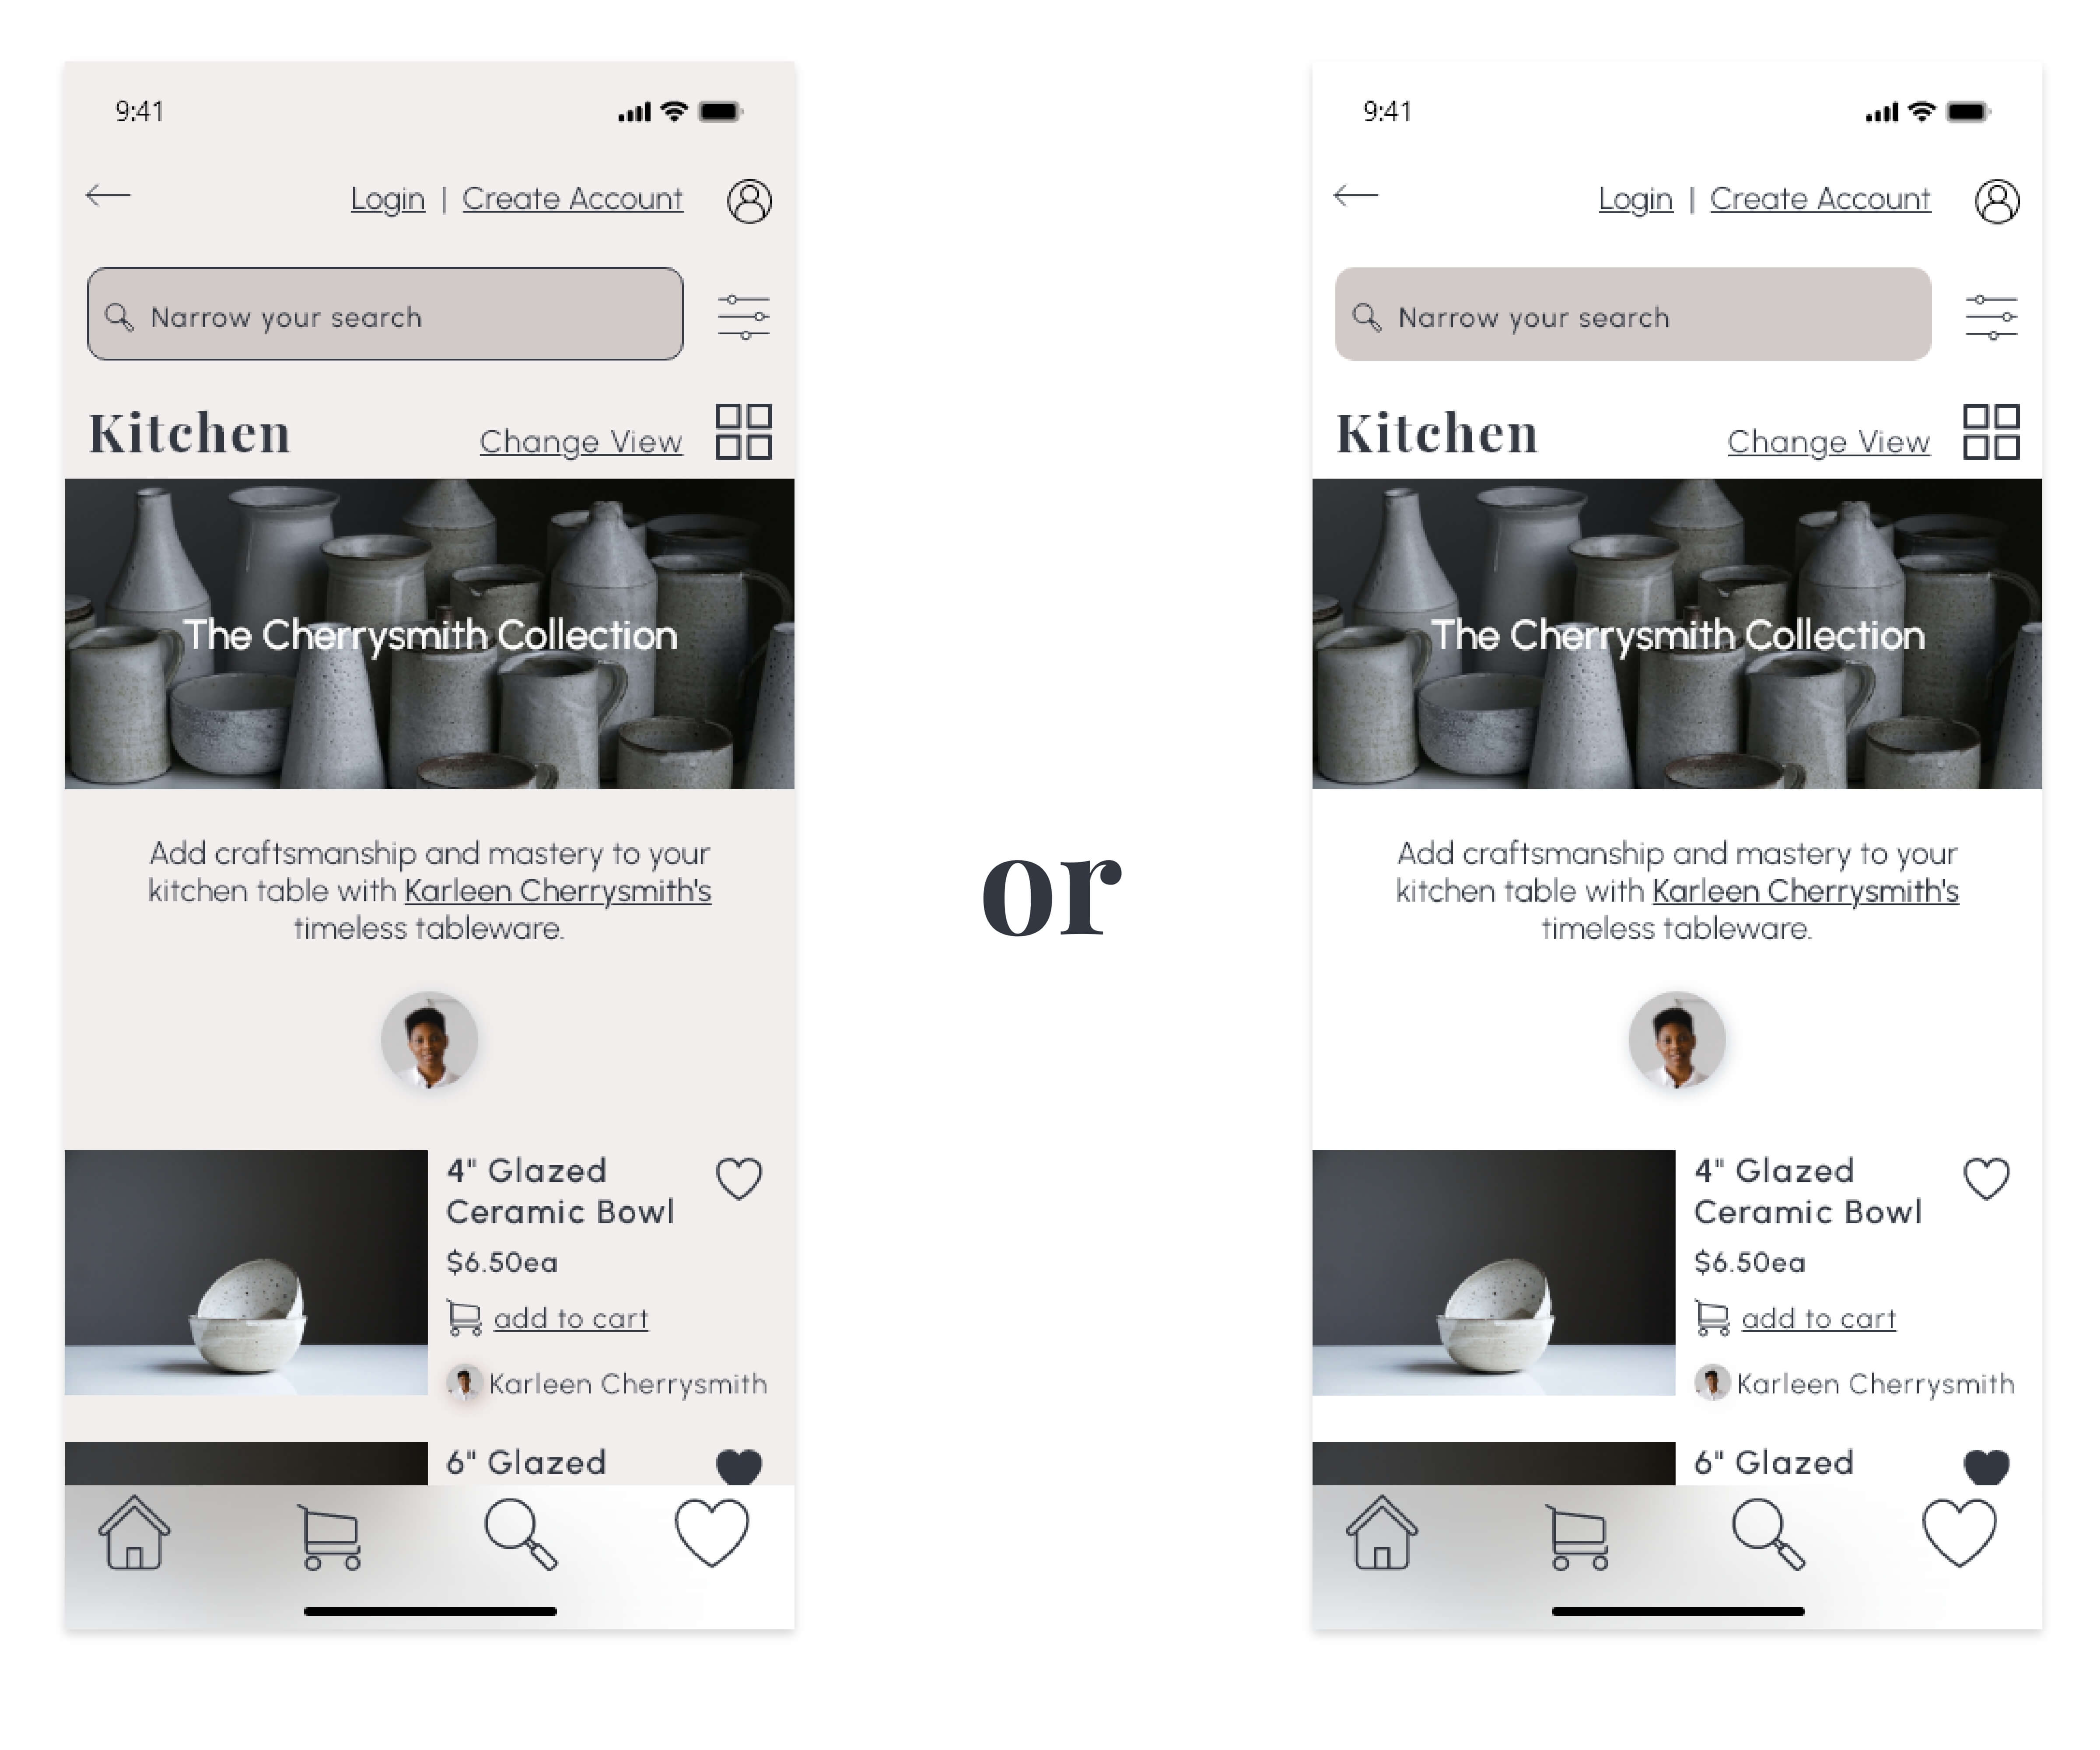 9:41
Login | Create Account
Narrow your search
Kitchen
Change View
The Cherrysmith Collection
Add craftsmanship and mastery to your
kitchen table with Karleen Cherrysmith's
timeless tableware.
4" Glazed
Ceramic Bowl
$6.50ea
add to cart
Karleen Cherrysmith
6" Glazed
or
9:41
Login | Create Account
Narrow your search
Kitchen
Change View
The Cherrysmith Collection
Add craftsmanship and mastery to your
kitchen table with Karleen Cherrysmith's
timeless tableware.
4" Glazed
Ceramic Bowl
$6.50ea
add to cart
Karleen Cherrysmith
6" Glazed